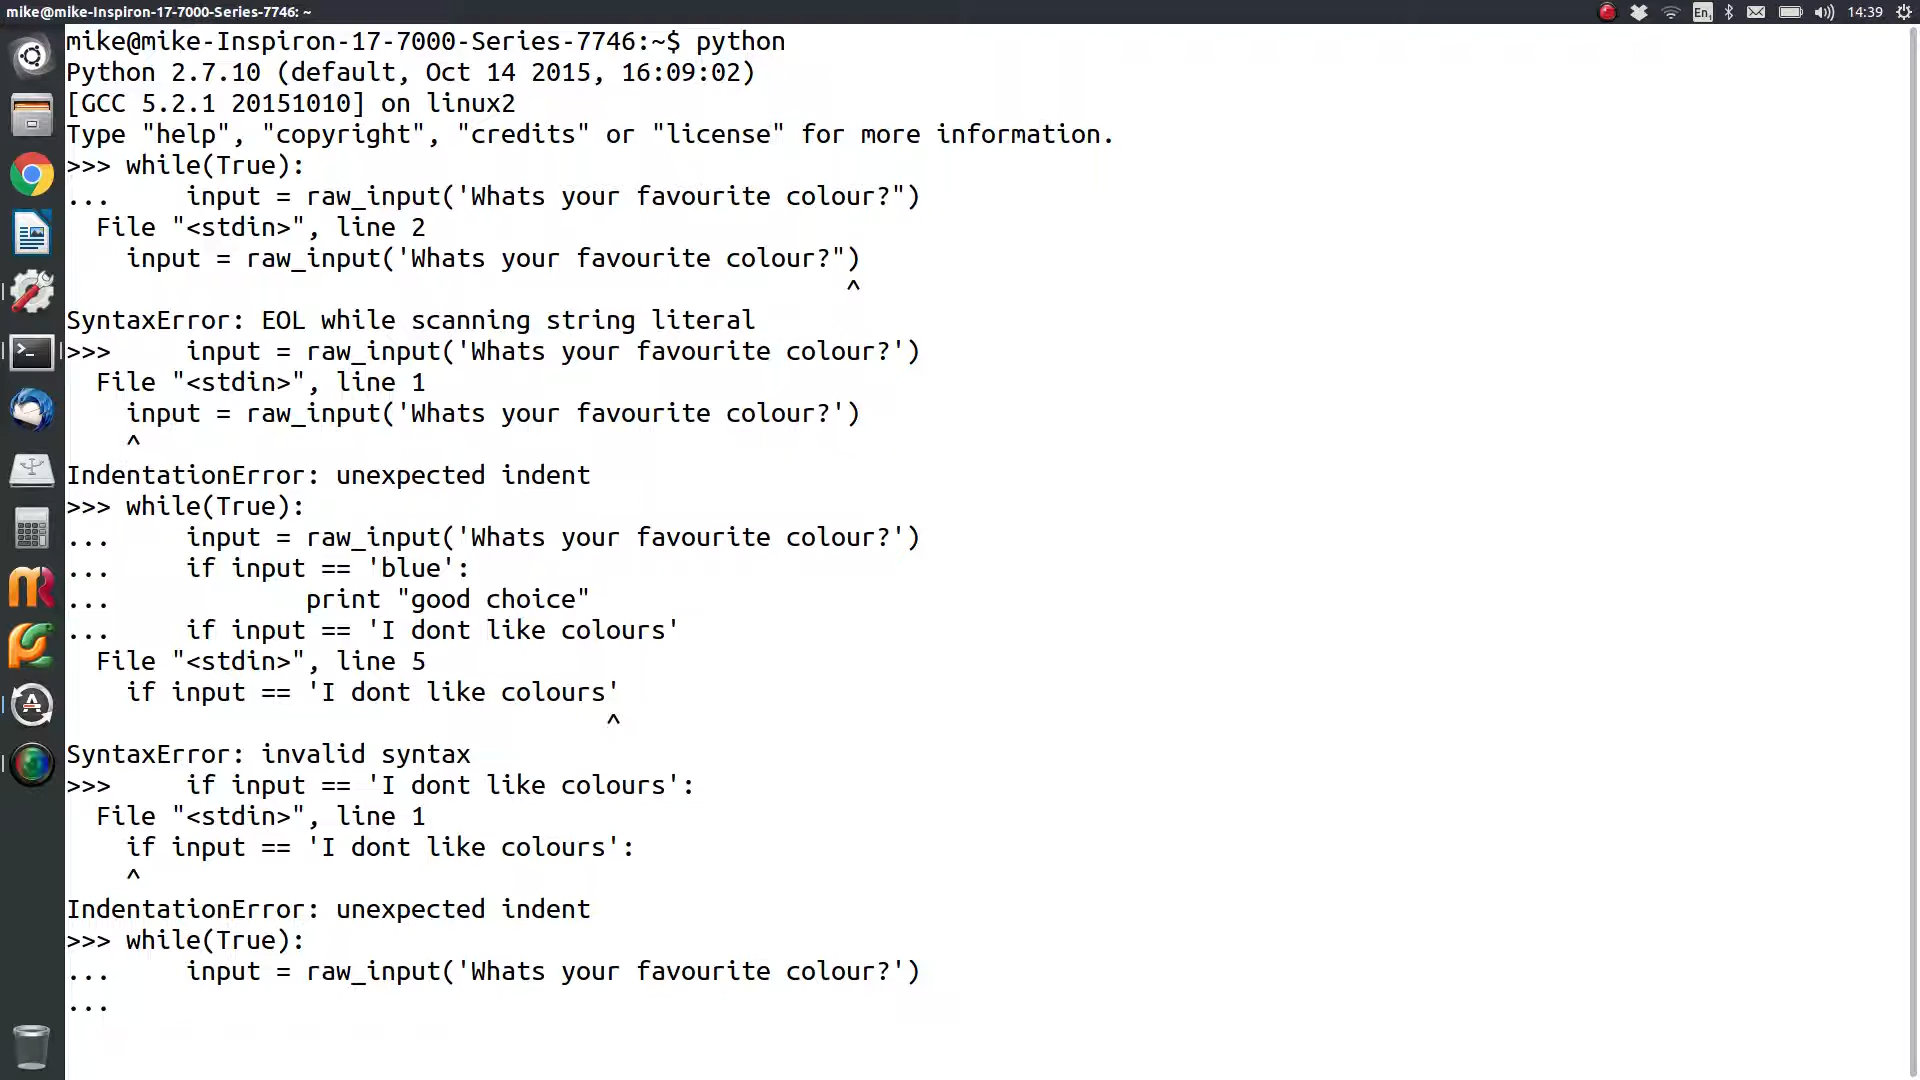 mike@mike-Inspiron-17-7000-Series-7746: ~
En1 14:39
mike@mike-Inspiron-17-7000-Series-7746:~$ python
Python 2.7.10 (default, Oct 14 2015, 16:09:02)
[GCC 5.2.1 20151010] on linux2
Type "help", "copyright", "credits" or "license" for more information.
>>> while(True):
...     input = raw_input('Whats your favourite colour?")
  File "<stdin>", line 2
    input = raw_input('Whats your favourite colour?")
                                                    ^
SyntaxError: EOL while scanning string literal
>>>     input = raw_input('Whats your favourite colour?')
  File "<stdin>", line 1
    input = raw_input('Whats your favourite colour?')
    ^
IndentationError: unexpected indent
>>> while(True):
...     input = raw_input('Whats your favourite colour?')
...     if input == 'blue':
...             print "good choice"
...     if input == 'I dont like colours'
  File "<stdin>", line 5
    if input == 'I dont like colours'
                                    ^
SyntaxError: invalid syntax
>>>     if input == 'I dont like colours':
  File "<stdin>", line 1
    if input == 'I dont like colours':
    ^
IndentationError: unexpected indent
>>> while(True):
...     input = raw_input('Whats your favourite colour?')
...